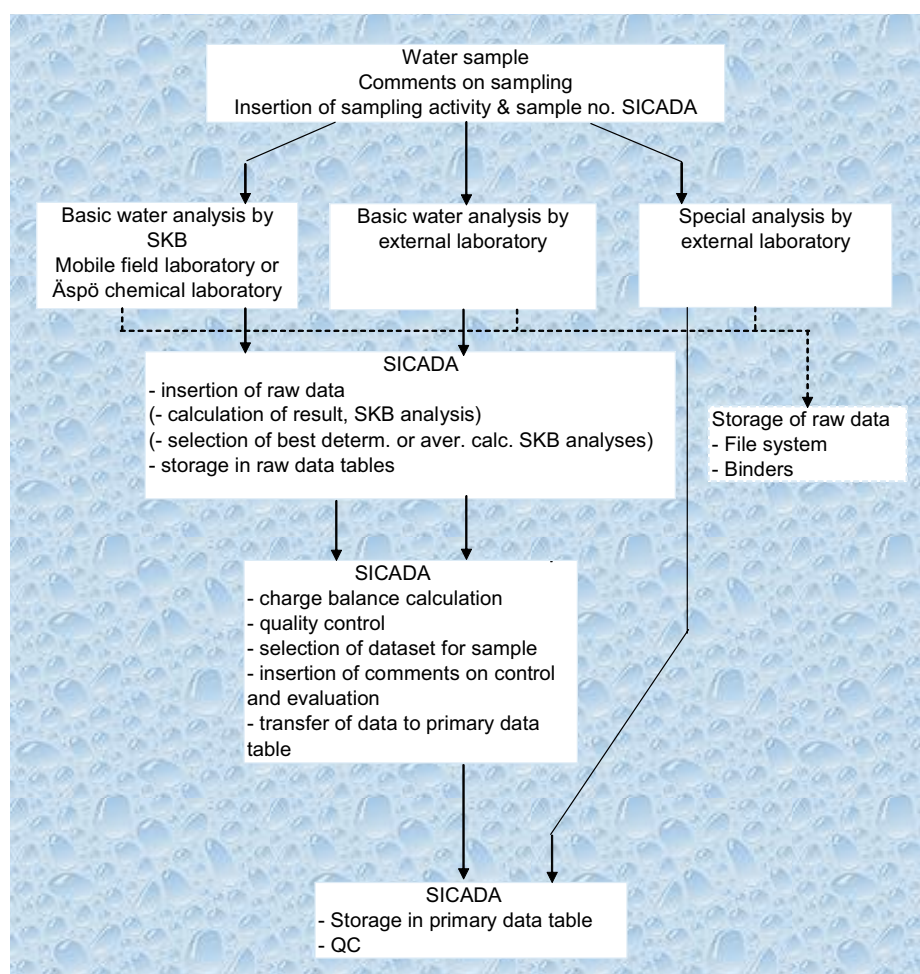 Water sample
Comments on sampling
Insertion of sampling activity & sample no. SICADA
Basic water analysis by
SKB
Mobile field laboratory or
Äspö chemical laboratory
Basic water analysis by
external laboratory
Special analysis by
external laboratory
SICADA
- insertion of raw data
(- calculation of result, SKB analysis)
(- selection of best determ. or aver. calc. SKB analyses)
- storage in raw data tables
Storage of raw data
- File system
- Binders
SICADA
- charge balance calculation
- quality control
- selection of dataset for sample
- insertion of comments on control
and evaluation
- transfer of data to primary data
table
SICADA
- Storage in primary data table
- QC